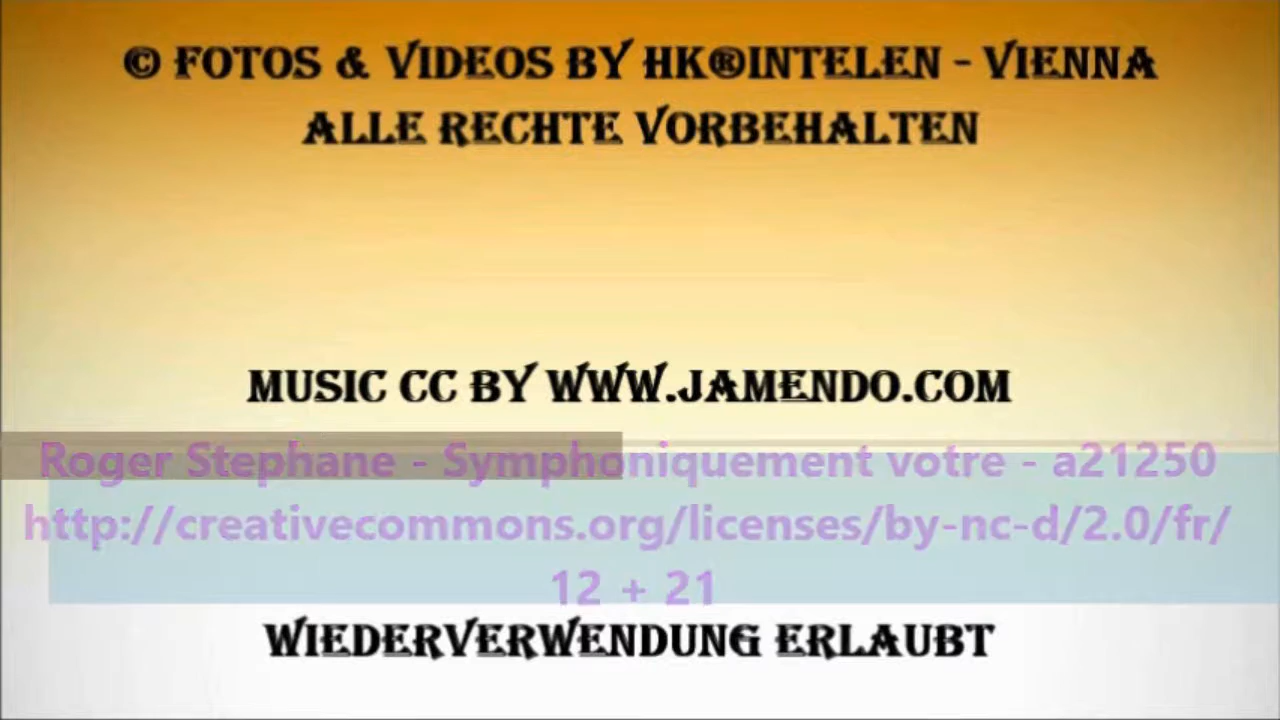 © FOTOS & VIDEOS BY HK®INTELEN - VIENNA
ALLE RECHTE VORBEHALTEN
MUSIC CC BY WWW.JAMENDO.COM
Roger Stephane - Symphoniquement votre - a21250
http://creativecommons.org/licenses/by-nc-d/2.0/fr/
12 + 21
WIEDERVERWENDUNG ERLAUBT